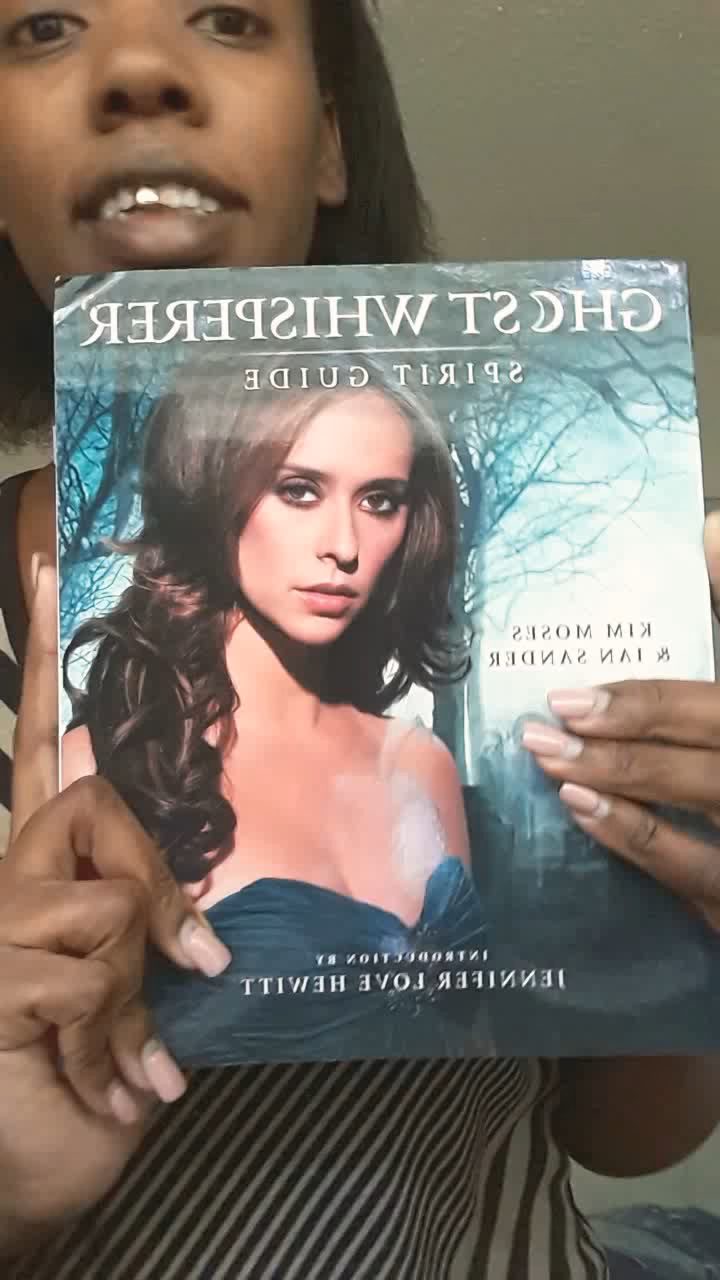 GHOST WHISPERER
SPIRIT GUIDE
KIM MOSES
& IAN SANDER
INTRODUCTION BY
JENNIFER LOVE HEWITT